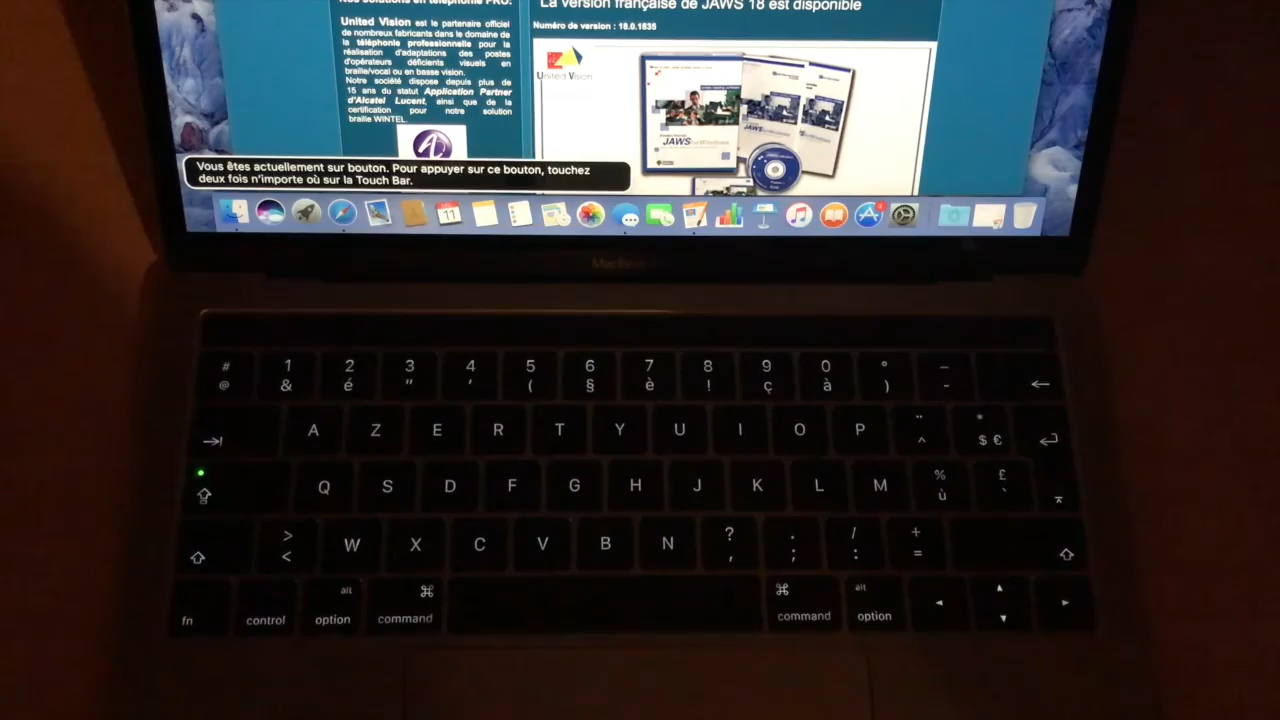 Nos solutions en téléphonie PRO:
United Vision est le partenaire officiel
de nombreux fabricants dans le domaine de
la téléphonie professionnelle pour la
réalisation d'adaptations des postes
d'opérateurs déficients visuels en
braille/vocal ou en basse vision.
Notre société dispose depuis plus de
15 ans du statut Application Partner
d'Alcatel Lucent, ainsi que de la
certification pour notre solution
braille WINTEL.
La version française de JAWS 18 est disponible
Numéro de version : 18.0.1835
United Vision
JAWS
JAWS
JAWS
Vous êtes actuellement sur bouton. Pour appuyer sur ce bouton, touchez
deux fois n'importe où sur la Touch Bar.
11
MacBook
# 1 2 3 4 5 6 7 8 9 0 ° _
@ & é " ' ( § è ! ç à ) -
A Z E R T Y U I O P ¨ ^ * $ €
Q S D F G H J K L M % ù £ `
> < W X C V B N ? , . ; / : + =
alt ⌘ ⌘ alt
fn control option command command option